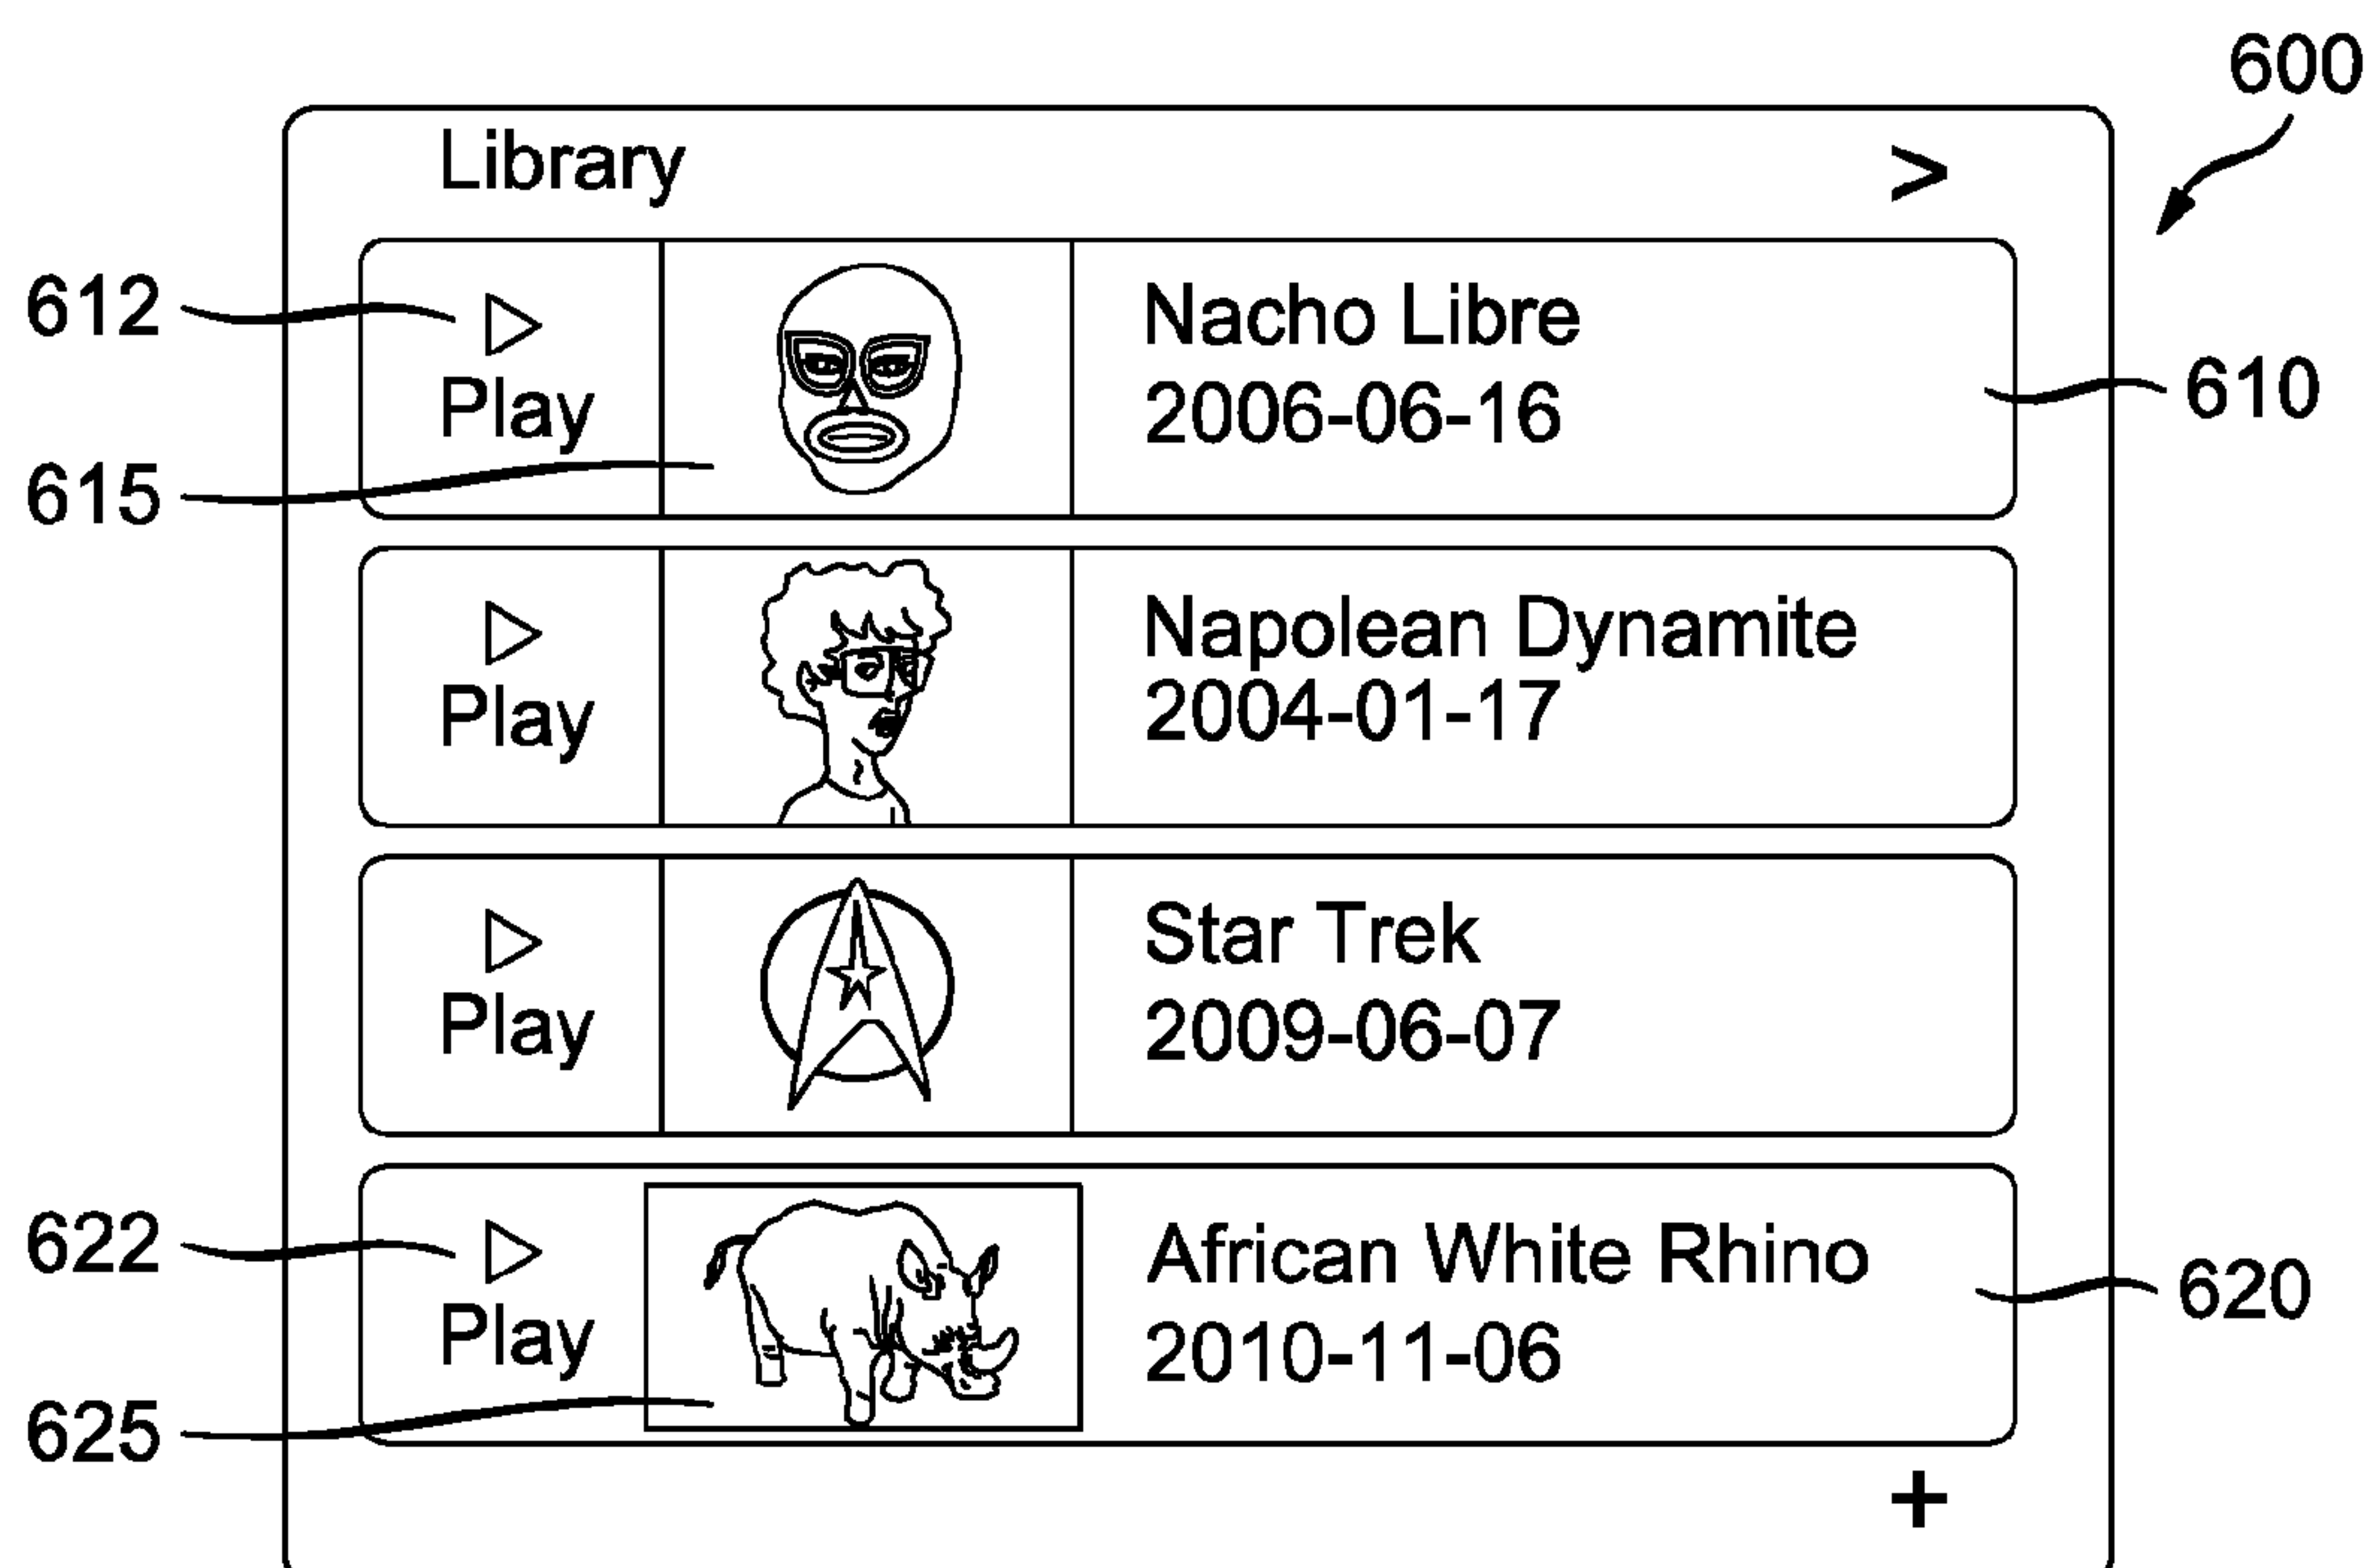 600
Library >
612
Play
615
Nacho Libre
2006-06-16
610
Play
Napolean Dynamite
2004-01-17
Play
Star Trek
2009-06-07
622
Play
625
African White Rhino
2010-11-06
620
+